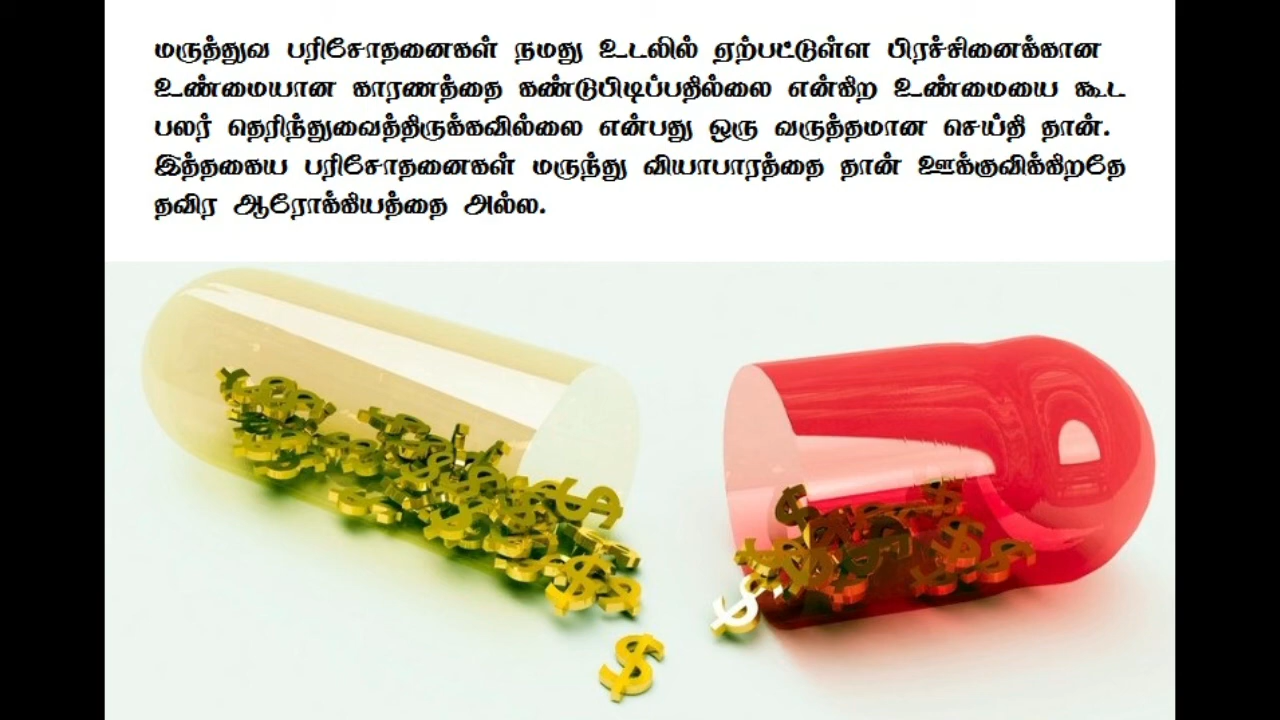 மருத்துவ பரிசோதனைகள் நமது உடலில் ஏற்பட்டுள்ள பிரச்சினைக்கான
உண்மையான காரணத்தை கண்டுபிடிப்பதில்லை என்கிற உண்மையை கூட
பலர் தெரிந்துவைத்திருக்கவில்லை என்பது ஒரு வருத்தமான செய்தி தான்.
இத்தகைய பரிசோதனைகள் மருந்து வியாபாரத்தை தான் ஊக்குவிக்கிறதே
தவிர ஆரோக்கியத்தை அல்ல.